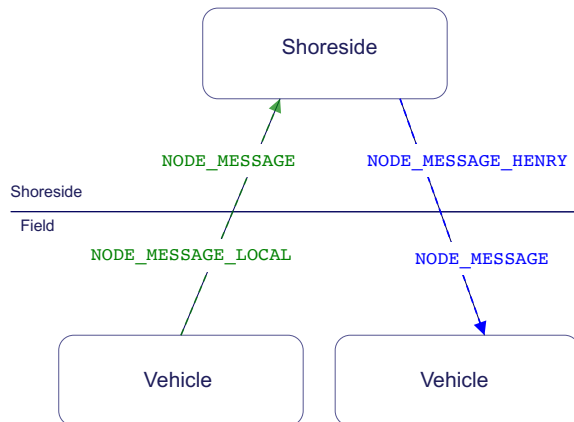 Shoreside
NODE_MESSAGE
NODE_MESSAGE_HENRY
Shoreside
Field
NODE_MESSAGE_LOCAL
NODE_MESSAGE
Vehicle
Vehicle